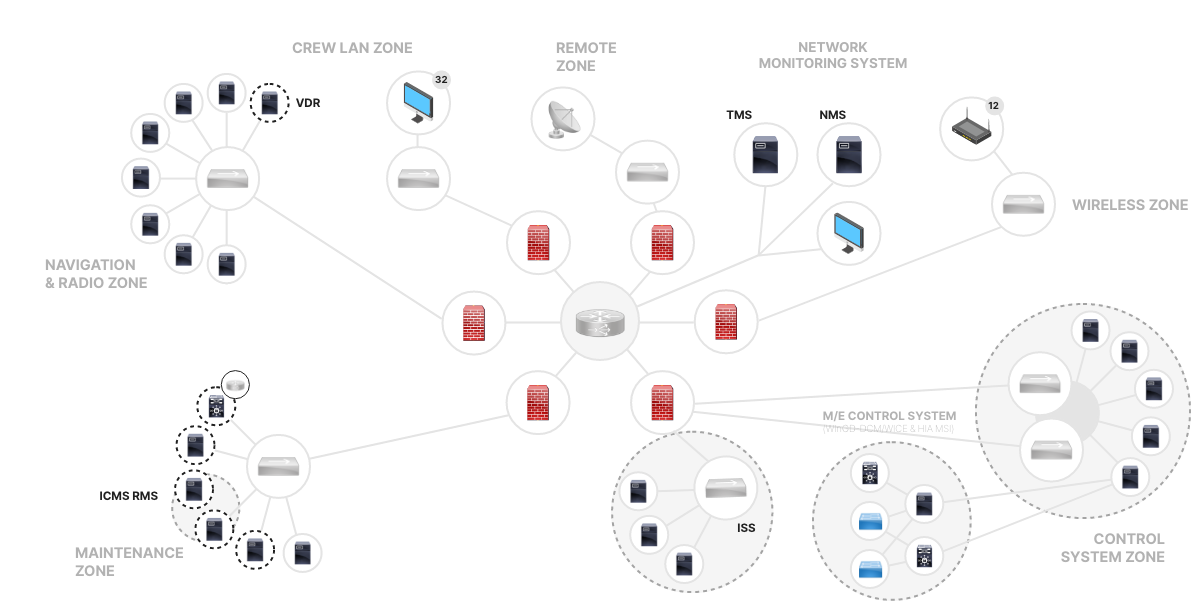 CREW LAN ZONE
REMOTE
ZONE
NETWORK
MONITORING SYSTEM
32
VDR
12
TMS
NMS
WIRELESS ZONE
NAVIGATION
& RADIO ZONE
M/E CONTROL SYSTEM
(WinGD-DCM/WICE & HIA MSI)
ICMS RMS
ISS
MAINTENANCE
ZONE
CONTROL
SYSTEM ZONE